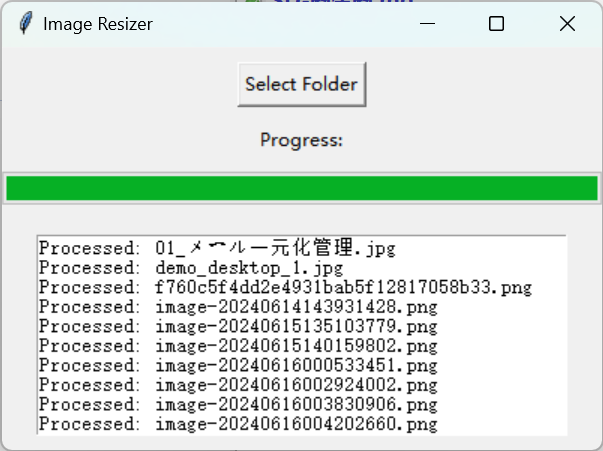 Image Resizer
Select Folder
Progress:
Processed: 01_メール一元化管理.jpg
Processed: demo_desktop_1.jpg
Processed: f760c5f4dd2e4931bab5f12817058b33.png
Processed: image-20240614143931428.png
Processed: image-20240615135103779.png
Processed: image-20240615140159802.png
Processed: image-20240616000533451.png
Processed: image-20240616002924002.png
Processed: image-20240616003830906.png
Processed: image-20240616004202660.png